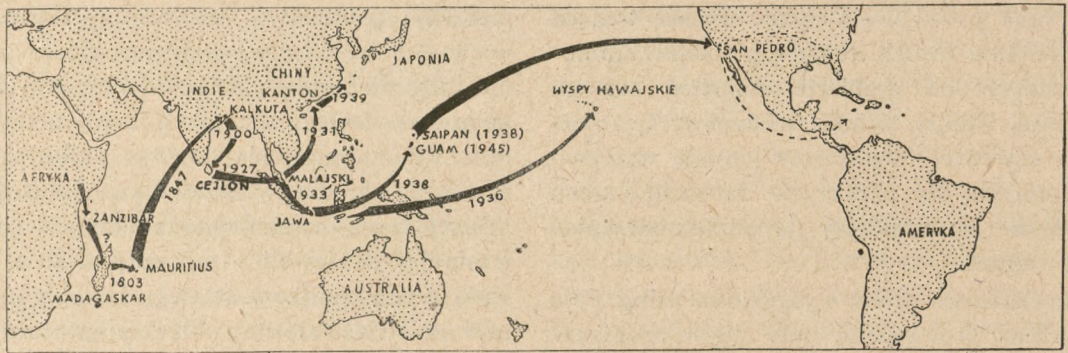 JAPONIA
SAN PEDRO
CHINY
INDIE
KANTON
1939
WYSPY HAWAJSKIE
KALKUTA
1900
1931
SAIPAN (1938)
GUAM (1945)
1927
AFRYKA
CEJLON
MALAJSKI
1847
1933
1938
1936
JAWA
ZANZIBAR
?
AMERYKA
MAURITIUS
1803
MADAGASKAR
AUSTRALIA